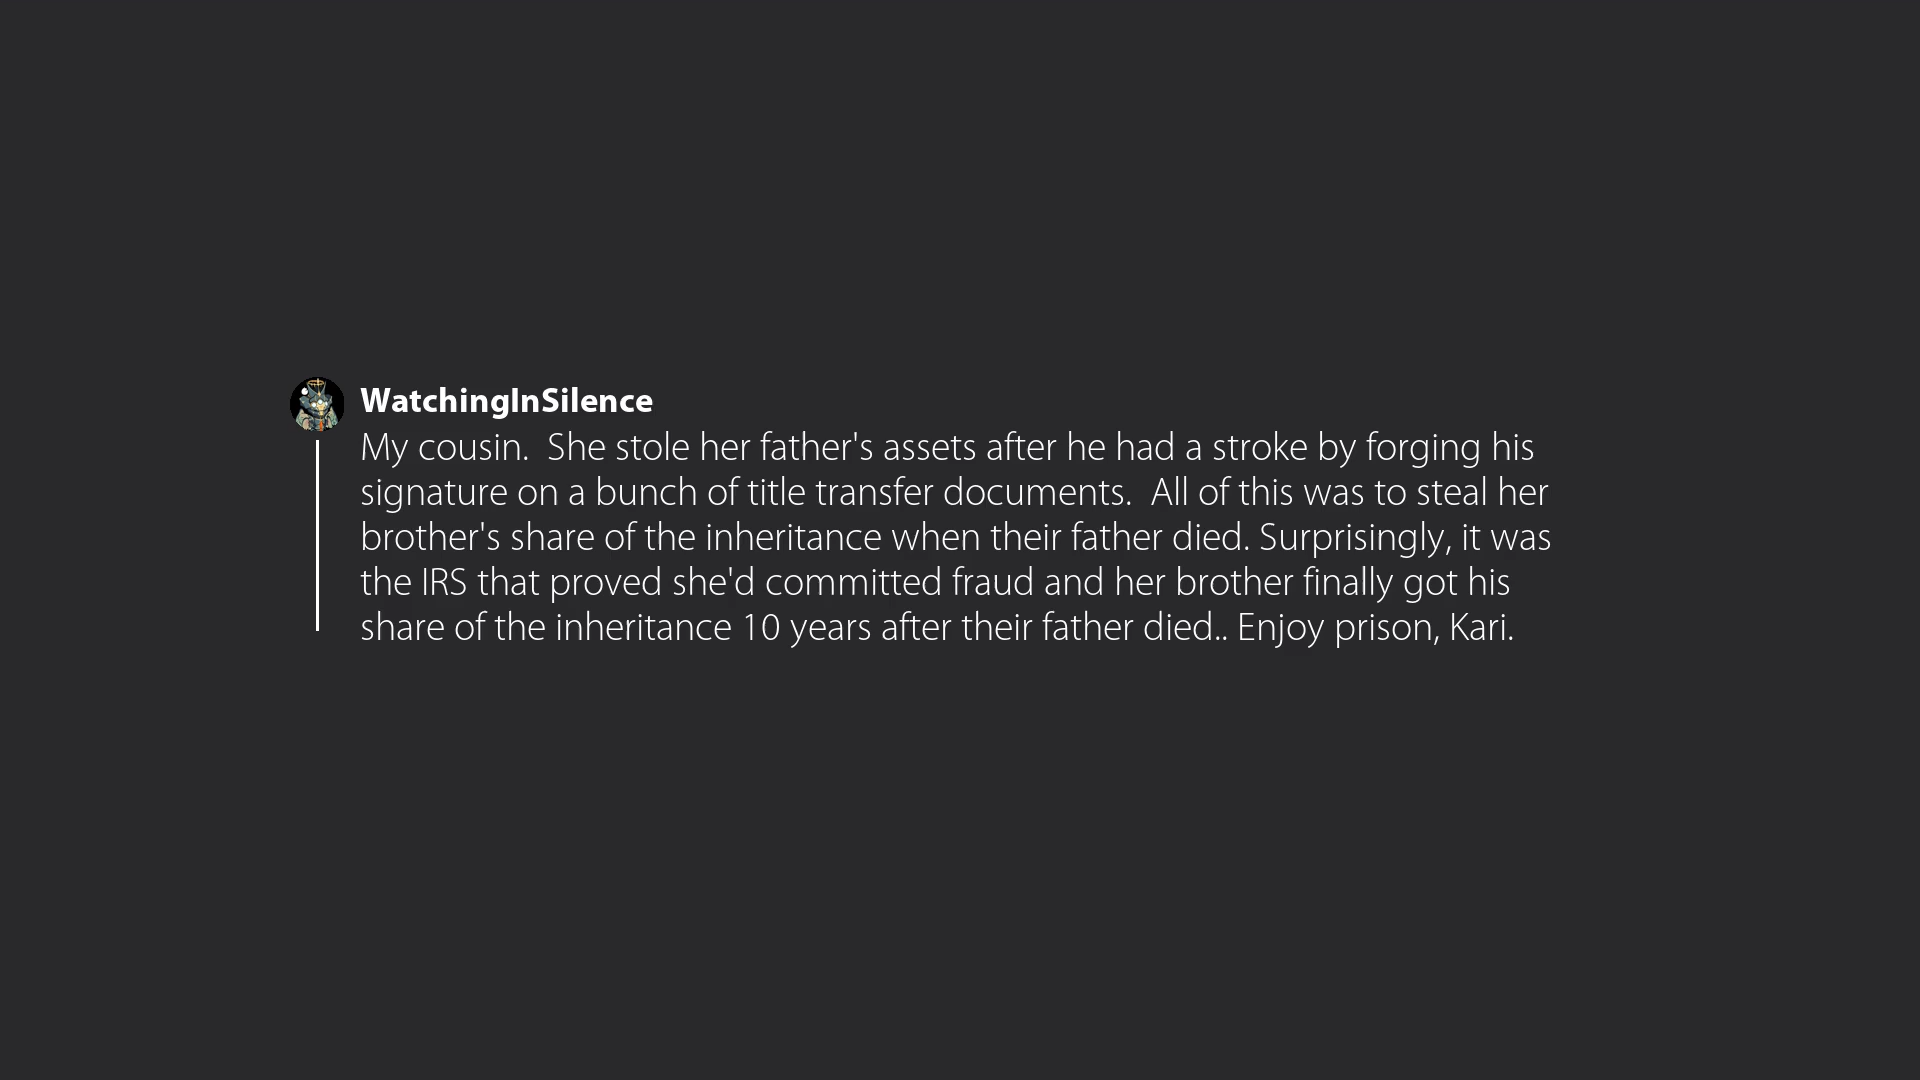 WatchingInSilence
My cousin.  She stole her father's assets after he had a stroke by forging his
signature on a bunch of title transfer documents.  All of this was to steal her
brother's share of the inheritance when their father died. Surprisingly, it was
the IRS that proved she'd committed fraud and her brother finally got his
share of the inheritance 10 years after their father died.. Enjoy prison, Kari.